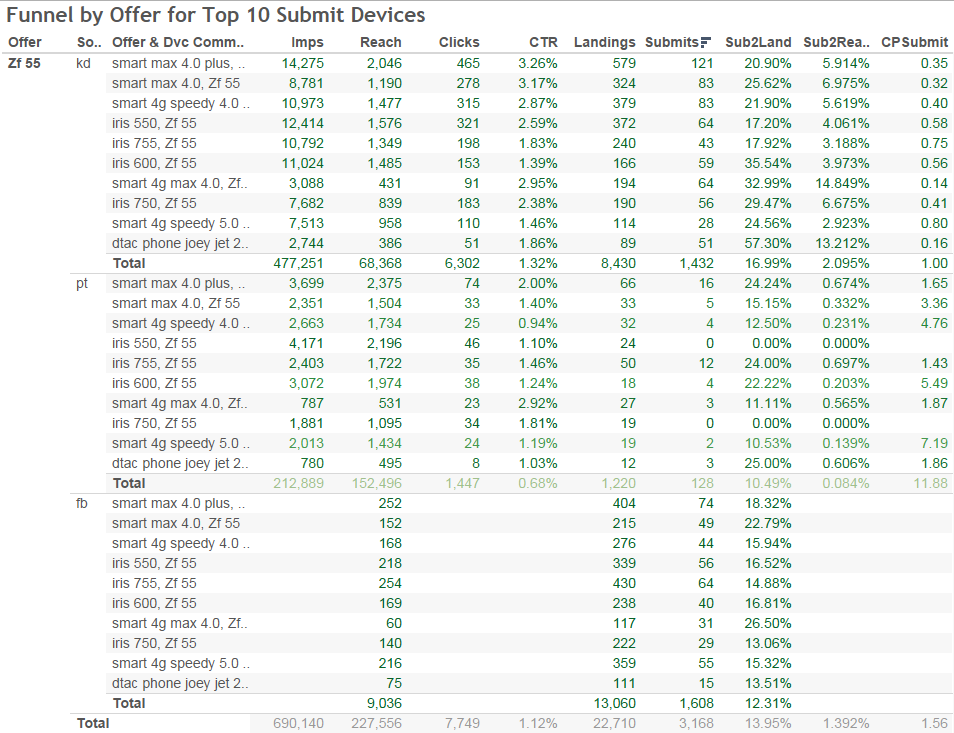 Funnel by Offer for Top 10 Submit Devices
Offer So.. Offer & Dvc Comm.. Imps Reach Clicks CTR Landings Submits Sub2Land Sub2Rea.. CPSubmit
Zf 55 kd smart max 4.0 plus, .. 14,275 2,046 465 3.26% 579 121 20.90% 5.914% 0.35
smart max 4.0, Zf 55 8,781 1,190 278 3.17% 324 83 25.62% 6.975% 0.32
smart 4g speedy 4.0 .. 10,973 1,477 315 2.87% 379 83 21.90% 5.619% 0.40
iris 550, Zf 55 12,414 1,576 321 2.59% 372 64 17.20% 4.061% 0.58
iris 755, Zf 55 10,792 1,349 198 1.83% 240 43 17.92% 3.188% 0.75
iris 600, Zf 55 11,024 1,485 153 1.39% 166 59 35.54% 3.973% 0.56
smart 4g max 4.0, Zf.. 3,088 431 91 2.95% 194 64 32.99% 14.849% 0.14
iris 750, Zf 55 7,682 839 183 2.38% 190 56 29.47% 6.675% 0.41
smart 4g speedy 5.0 .. 7,513 958 110 1.46% 114 28 24.56% 2.923% 0.80
dtac phone joey jet 2.. 2,744 386 51 1.86% 89 51 57.30% 13.212% 0.16
Total 477,251 68,368 6,302 1.32% 8,430 1,432 16.99% 2.095% 1.00
pt smart max 4.0 plus, .. 3,699 2,375 74 2.00% 66 16 24.24% 0.674% 1.65
smart max 4.0, Zf 55 2,351 1,504 33 1.40% 33 5 15.15% 0.332% 3.36
smart 4g speedy 4.0 .. 2,663 1,734 25 0.94% 32 4 12.50% 0.231% 4.76
iris 550, Zf 55 4,171 2,196 46 1.10% 24 0 0.00% 0.000%
iris 755, Zf 55 2,403 1,722 35 1.46% 50 12 24.00% 0.697% 1.43
iris 600, Zf 55 3,072 1,974 38 1.24% 18 4 22.22% 0.203% 5.49
smart 4g max 4.0, Zf.. 787 531 23 2.92% 27 3 11.11% 0.565% 1.87
iris 750, Zf 55 1,881 1,095 34 1.81% 19 0 0.00% 0.000%
smart 4g speedy 5.0 .. 2,013 1,434 24 1.19% 19 2 10.53% 0.139% 7.19
dtac phone joey jet 2.. 780 495 8 1.03% 12 3 25.00% 0.606% 1.86
Total 212,889 152,496 1,447 0.68% 1,220 128 10.49% 0.084% 11.88
fb smart max 4.0 plus, .. 252 404 74 18.32%
smart max 4.0, Zf 55 152 215 49 22.79%
smart 4g speedy 4.0 .. 168 276 44 15.94%
iris 550, Zf 55 218 339 56 16.52%
iris 755, Zf 55 254 430 64 14.88%
iris 600, Zf 55 169 238 40 16.81%
smart 4g max 4.0, Zf.. 60 117 31 26.50%
iris 750, Zf 55 140 222 29 13.06%
smart 4g speedy 5.0 .. 216 359 55 15.32%
dtac phone joey jet 2.. 75 111 15 13.51%
Total 9,036 13,060 1,608 12.31%
Total 690,140 227,556 7,749 1.12% 22,710 3,168 13.95% 1.392% 1.56